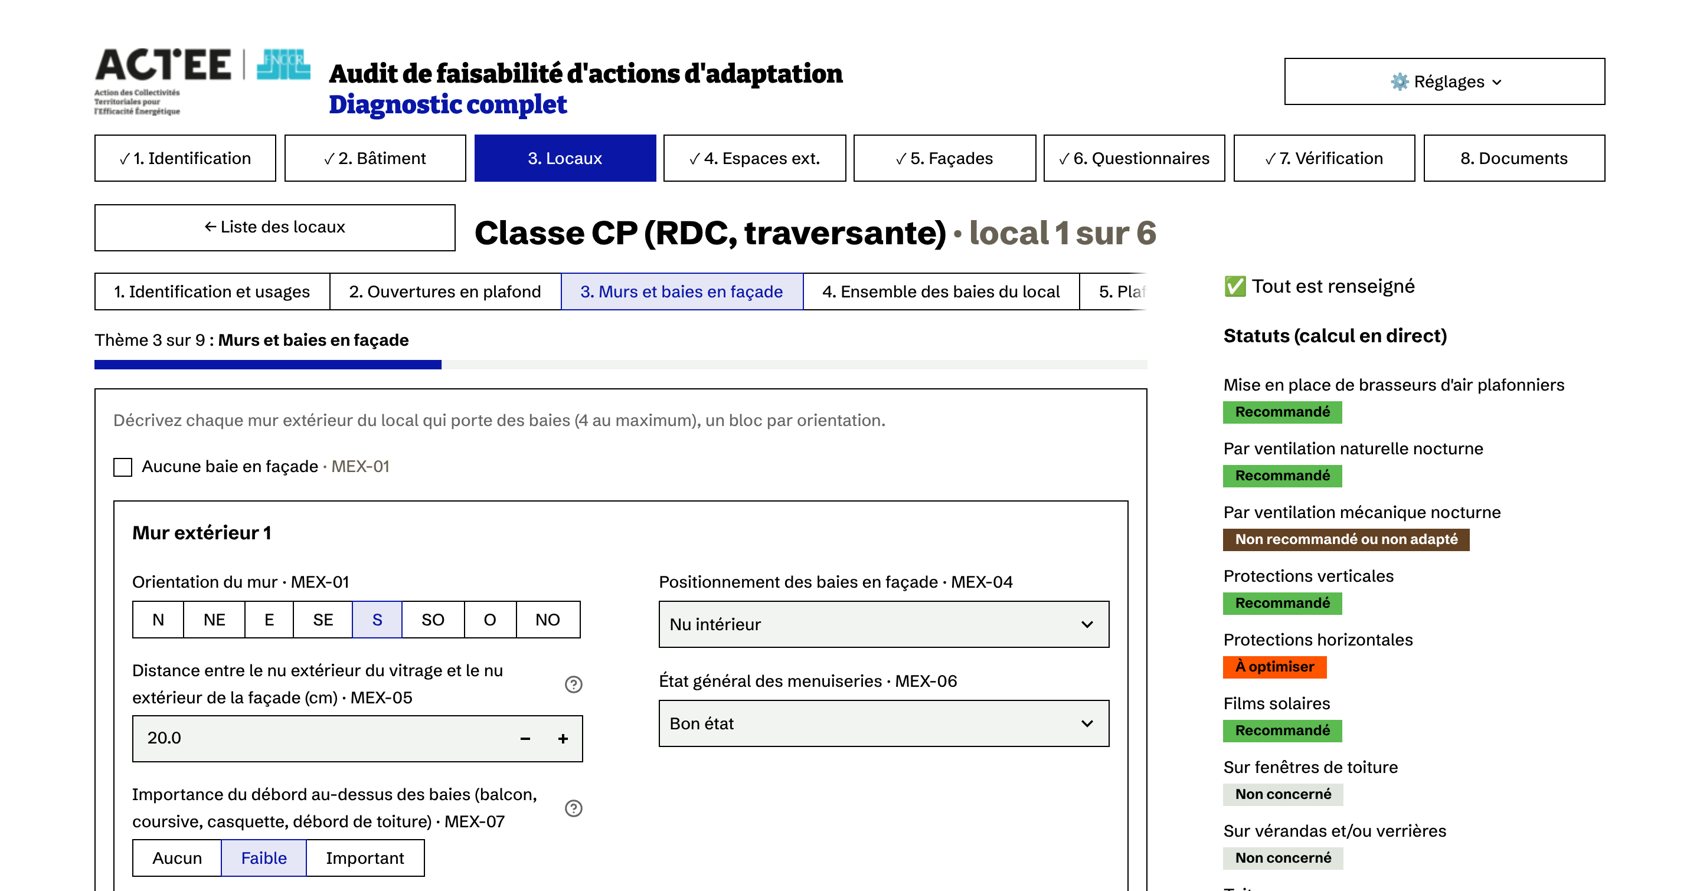 ACTEE
FNCCR
Action des Collectivités
Territoriales pour
l'Efficacité Énergétique
Audit de faisabilité d'actions d'adaptation
Diagnostic complet
⚙️ Réglages
✓ 1. Identification
✓ 2. Bâtiment
3. Locaux
✓ 4. Espaces ext.
✓ 5. Façades
✓ 6. Questionnaires
✓ 7. Vérification
8. Documents
← Liste des locaux
Classe CP (RDC, traversante) · local 1 sur 6
1. Identification et usages
2. Ouvertures en plafond
3. Murs et baies en façade
4. Ensemble des baies du local
5. Plaf
Thème 3 sur 9 : Murs et baies en façade
Décrivez chaque mur extérieur du local qui porte des baies (4 au maximum), un bloc par orientation.
Aucune baie en façade · MEX-01
Mur extérieur 1
Orientation du mur · MEX-01
N NE E SE S SO O NO
Positionnement des baies en façade · MEX-04
Nu intérieur
Distance entre le nu extérieur du vitrage et le nu
extérieur de la façade (cm) · MEX-05
20.0
− +
État général des menuiseries · MEX-06
Bon état
Importance du débord au-dessus des baies (balcon,
coursive, casquette, débord de toiture) · MEX-07
Aucun Faible Important
✅ Tout est renseigné
Statuts (calcul en direct)
Mise en place de brasseurs d'air plafonniers
Recommandé
Par ventilation naturelle nocturne
Recommandé
Par ventilation mécanique nocturne
Non recommandé ou non adapté
Protections verticales
Recommandé
Protections horizontales
À optimiser
Films solaires
Recommandé
Sur fenêtres de toiture
Non concerné
Sur vérandas et/ou verrières
Non concerné